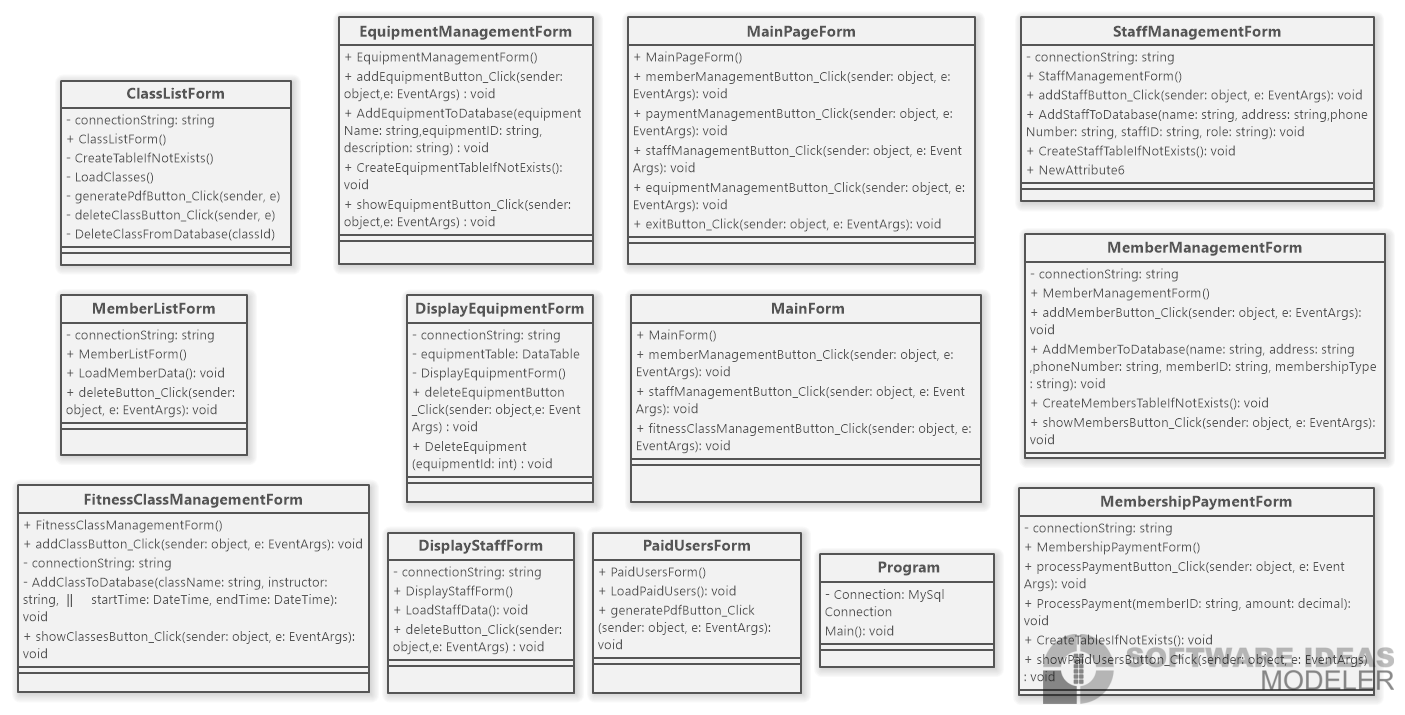 ClassListForm
- connectionString: string
+ ClassListForm()
- CreateTableIfNotExists()
- LoadClasses()
- generatePdfButton_Click(sender, e)
- deleteClassButton_Click(sender, e)
- DeleteClassFromDatabase(classId)
EquipmentManagementForm
+ EquipmentManagementForm()
+ addEquipmentButton_Click(sender:
object,e: EventArgs) : void
+ AddEquipmentToDatabase(equipment
Name: string,equipmentID: string,
description: string) : void
+ CreateEquipmentTableIfNotExists():
void
+ showEquipmentButton_Click(sender:
object,e: EventArgs): void
MainPageForm
+ MainPageForm()
+ memberManagementButton_Click(sender: object, e:
EventArgs): void
+ paymentManagementButton_Click(sender: object, e:
EventArgs): void
+ staffManagementButton_Click(sender: object, e: Event
Args): void
+ equipmentManagementButton_Click(sender: object, e:
EventArgs): void
+ exitButton_Click(sender: object, e: EventArgs): void
StaffManagementForm
- connectionString: string
+ StaffManagementForm()
+ addStaffButton_Click(sender: object, e: EventArgs): void
+ AddStaffToDatabase(name: string, address: string,phone
Number: string, staffID: string, role: string): void
+ CreateStaffTableIfNotExists(): void
+ NewAttribute6
MemberListForm
- connectionString: string
+ MemberListForm()
+ LoadMemberData(): void
+ deleteButton_Click(sender:
object, e: EventArgs): void
DisplayEquipmentForm
- connectionString: string
- equipmentTable: DataTable
- DisplayEquipmentForm()
+ deleteEquipmentButton
_Click(sender: object,e: Event
Args) : void
+ DeleteEquipment
(equipmentId: int) : void
MainForm
+ MainForm()
+ memberManagementButton_Click(sender: object, e:
EventArgs): void
+ staffManagementButton_Click(sender: object, e: Event
Args): void
+ fitnessClassManagementButton_Click(sender: object, e:
EventArgs): void
MemberManagementForm
- connectionString: string
+ MemberManagementForm()
+ addMemberButton_Click(sender: object, e: EventArgs):
void
+ AddMemberToDatabase(name: string, address: string
,phoneNumber: string, memberID: string, membershipType
: string): void
+ CreateMembersTableIfNotExists(): void
+ showMembersButton_Click(sender: object, e: EventArgs):
void
FitnessClassManagementForm
+ FitnessClassManagementForm()
+ addClassButton_Click(sender: object, e: EventArgs): void
- connectionString: string
- AddClassToDatabase(className: string, instructor:
string, || startTime: DateTime, endTime: DateTime):
void
+ showClassesButton_Click(sender: object, e: EventArgs):
void
DisplayStaffForm
- connectionString: string
+ DisplayStaffForm()
+ LoadStaffData(): void
+ deleteButton_Click(sender:
object,e: EventArgs) : void
PaidUsersForm
+ PaidUsersForm()
+ LoadPaidUsers(): void
+ generatePdfButton_Click
(sender: object, e: EventArgs):
void
Program
- Connection: MySql
Connection
Main(): void
MembershipPaymentForm
- connectionString: string
+ MembershipPaymentForm()
+ processPaymentButton_Click(sender: object, e: Event
Args): void
+ ProcessPayment(memberID: string, amount: decimal):
void
+ CreateTablesIfNotExists(): void
+ showPaidUsersButton_Click(sender: object, e: EventArgs)
: void
SOFTWARE IDEAS
MODELER